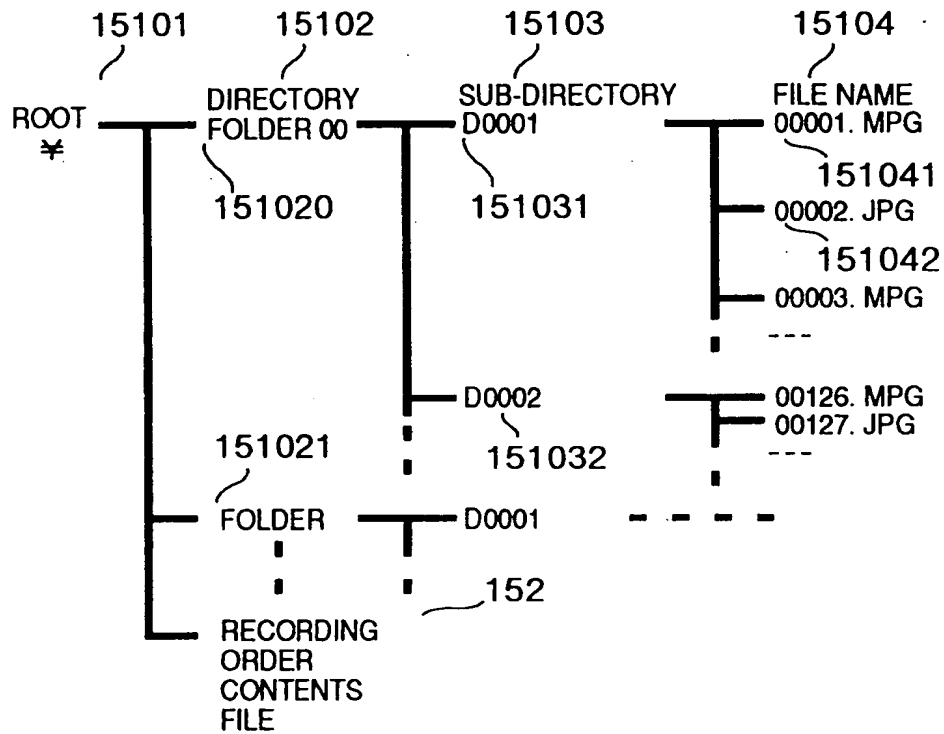 15101
15102
15103
15104
ROOT
¥
DIRECTORY
FOLDER 00
SUB-DIRECTORY
D0001
FILE NAME
00001. MPG
151020
151031
151041
00002. JPG
151042
00003. MPG
---
D0002
00126. MPG
00127. JPG
---
151021
151032
FOLDER
D0001
152
RECORDING
ORDER
CONTENTS
FILE